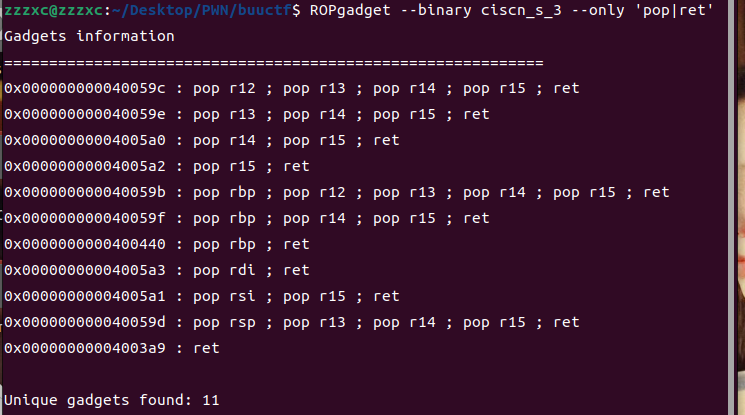 zzzxc@zzzxc:~/Desktop/PWN/buuctf$ ROPgadget --binary ciscn_s_3 --only 'pop|ret'
Gadgets information
============================================================
0x000000000040059c : pop r12 ; pop r13 ; pop r14 ; pop r15 ; ret
0x000000000040059e : pop r13 ; pop r14 ; pop r15 ; ret
0x00000000004005a0 : pop r14 ; pop r15 ; ret
0x00000000004005a2 : pop r15 ; ret
0x000000000040059b : pop rbp ; pop r12 ; pop r13 ; pop r14 ; pop r15 ; ret
0x000000000040059f : pop rbp ; pop r14 ; pop r15 ; ret
0x0000000000400440 : pop rbp ; ret
0x00000000004005a3 : pop rdi ; ret
0x00000000004005a1 : pop rsi ; pop r15 ; ret
0x000000000040059d : pop rsp ; pop r13 ; pop r14 ; pop r15 ; ret
0x00000000004003a9 : ret
Unique gadgets found: 11